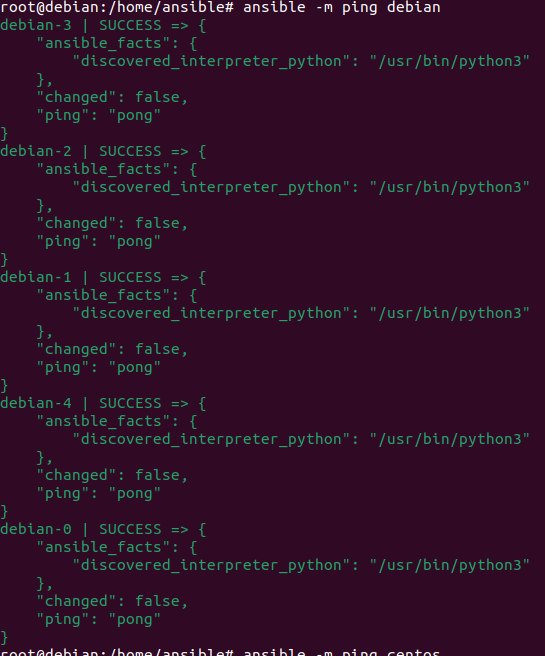 root@debian:/home/ansible# ansible -m ping debian
debian-3 | SUCCESS => {
    "ansible_facts": {
        "discovered_interpreter_python": "/usr/bin/python3"
    },
    "changed": false,
    "ping": "pong"
}
debian-2 | SUCCESS => {
    "ansible_facts": {
        "discovered_interpreter_python": "/usr/bin/python3"
    },
    "changed": false,
    "ping": "pong"
}
debian-1 | SUCCESS => {
    "ansible_facts": {
        "discovered_interpreter_python": "/usr/bin/python3"
    },
    "changed": false,
    "ping": "pong"
}
debian-4 | SUCCESS => {
    "ansible_facts": {
        "discovered_interpreter_python": "/usr/bin/python3"
    },
    "changed": false,
    "ping": "pong"
}
debian-0 | SUCCESS => {
    "ansible_facts": {
        "discovered_interpreter_python": "/usr/bin/python3"
    },
    "changed": false,
    "ping": "pong"
}
root@debian:/home/ansible# ansible -m ping centos